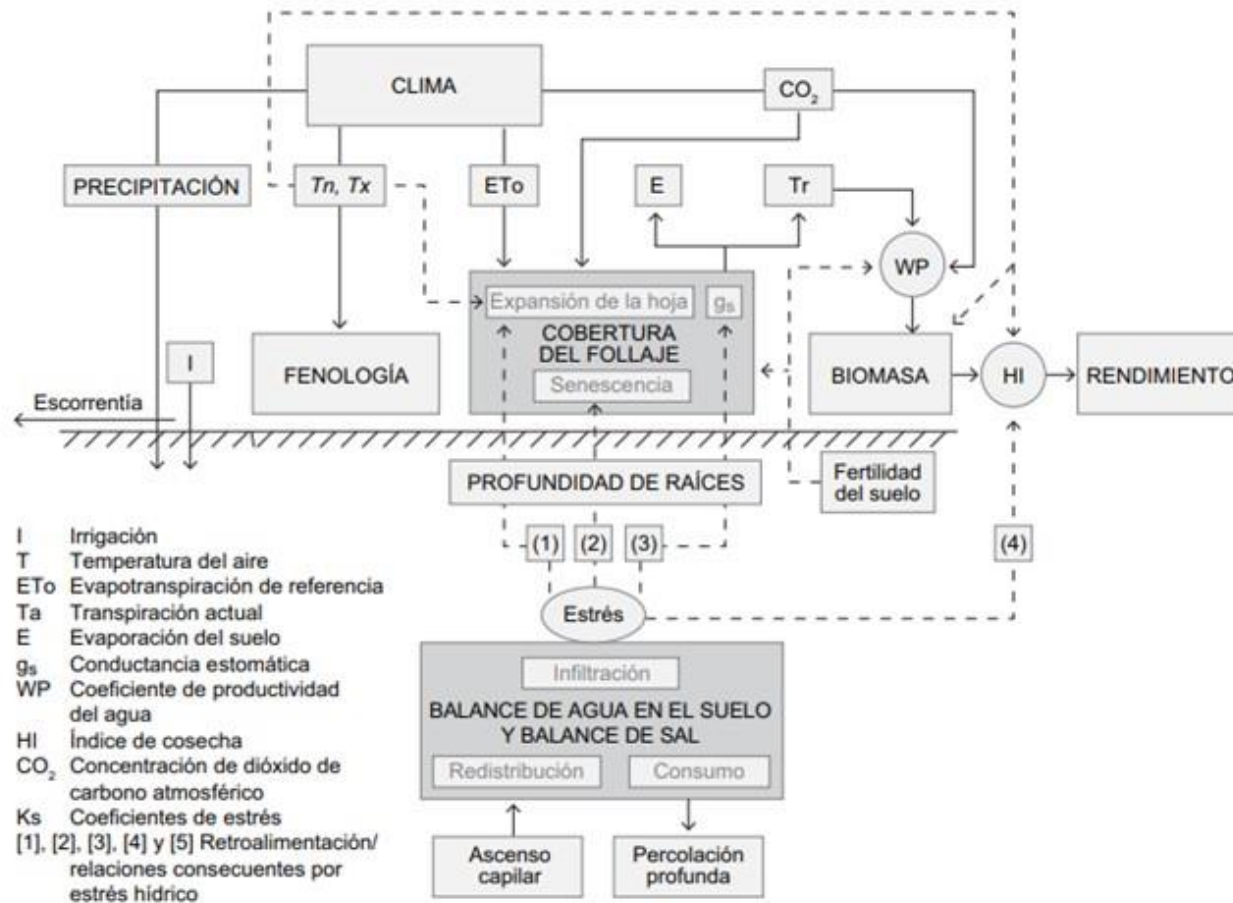 CLIMA
CO₂
PRECIPITACIÓN
Tn, Tx
ETo
E
Tr
WP
Expansión de la hoja
gs
COBERTURA
DEL FOLLAJE
Senescencia
I
FENOLOGÍA
BIOMASA
HI
RENDIMIENTO
Escorrentía
PROFUNDIDAD DE RAÍCES
Fertilidad
del suelo
(1)
(2)
(3)
(4)
Estrés
Infiltración
BALANCE DE AGUA EN EL SUELO
Y BALANCE DE SAL
Redistribución
Consumo
Ascenso
capilar
Percolación
profunda
I Irrigación
T Temperatura del aire
ETo Evapotranspiración de referencia
Ta Transpiración actual
E Evaporación del suelo
gs Conductancia estomática
WP Coeficiente de productividad
del agua
HI Índice de cosecha
CO₂ Concentración de dióxido de
carbono atmosférico
Ks Coeficientes de estrés
[1], [2], [3], [4] y [5] Retroalimentación/
relaciones consecuentes por
estrés hídrico